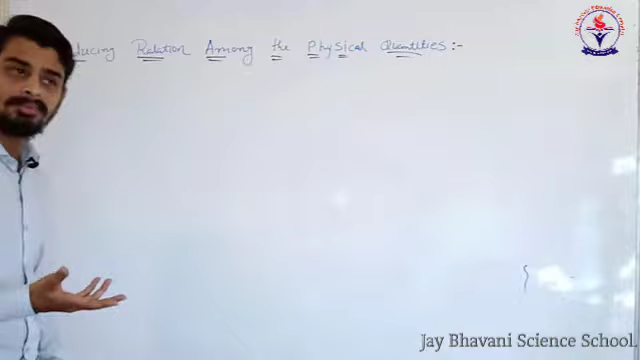 ducing Relation Among the Physical Quantities :-
Jay Bhavani Science School.